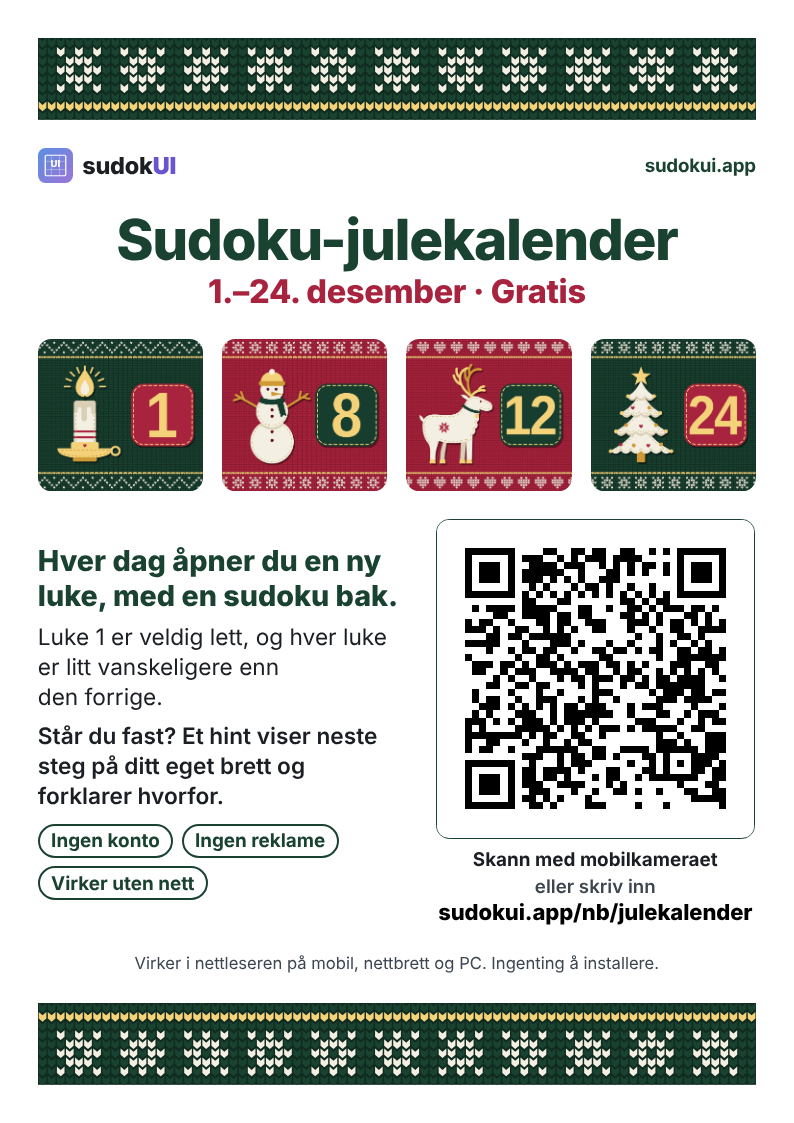 UI
sudokUI
sudokui.app
Sudoku-julekalender
1.–24. desember · Gratis
1
8
12
24
Hver dag åpner du en ny
luke, med en sudoku bak.
Luke 1 er veldig lett, og hver luke
er litt vanskeligere enn
den forrige.
Står du fast? Et hint viser neste
steg på ditt eget brett og
forklarer hvorfor.
Ingen konto
Ingen reklame
Virker uten nett
Skann med mobilkameraet
eller skriv inn
sudokui.app/nb/julekalender
Virker i nettleseren på mobil, nettbrett og PC. Ingenting å installere.